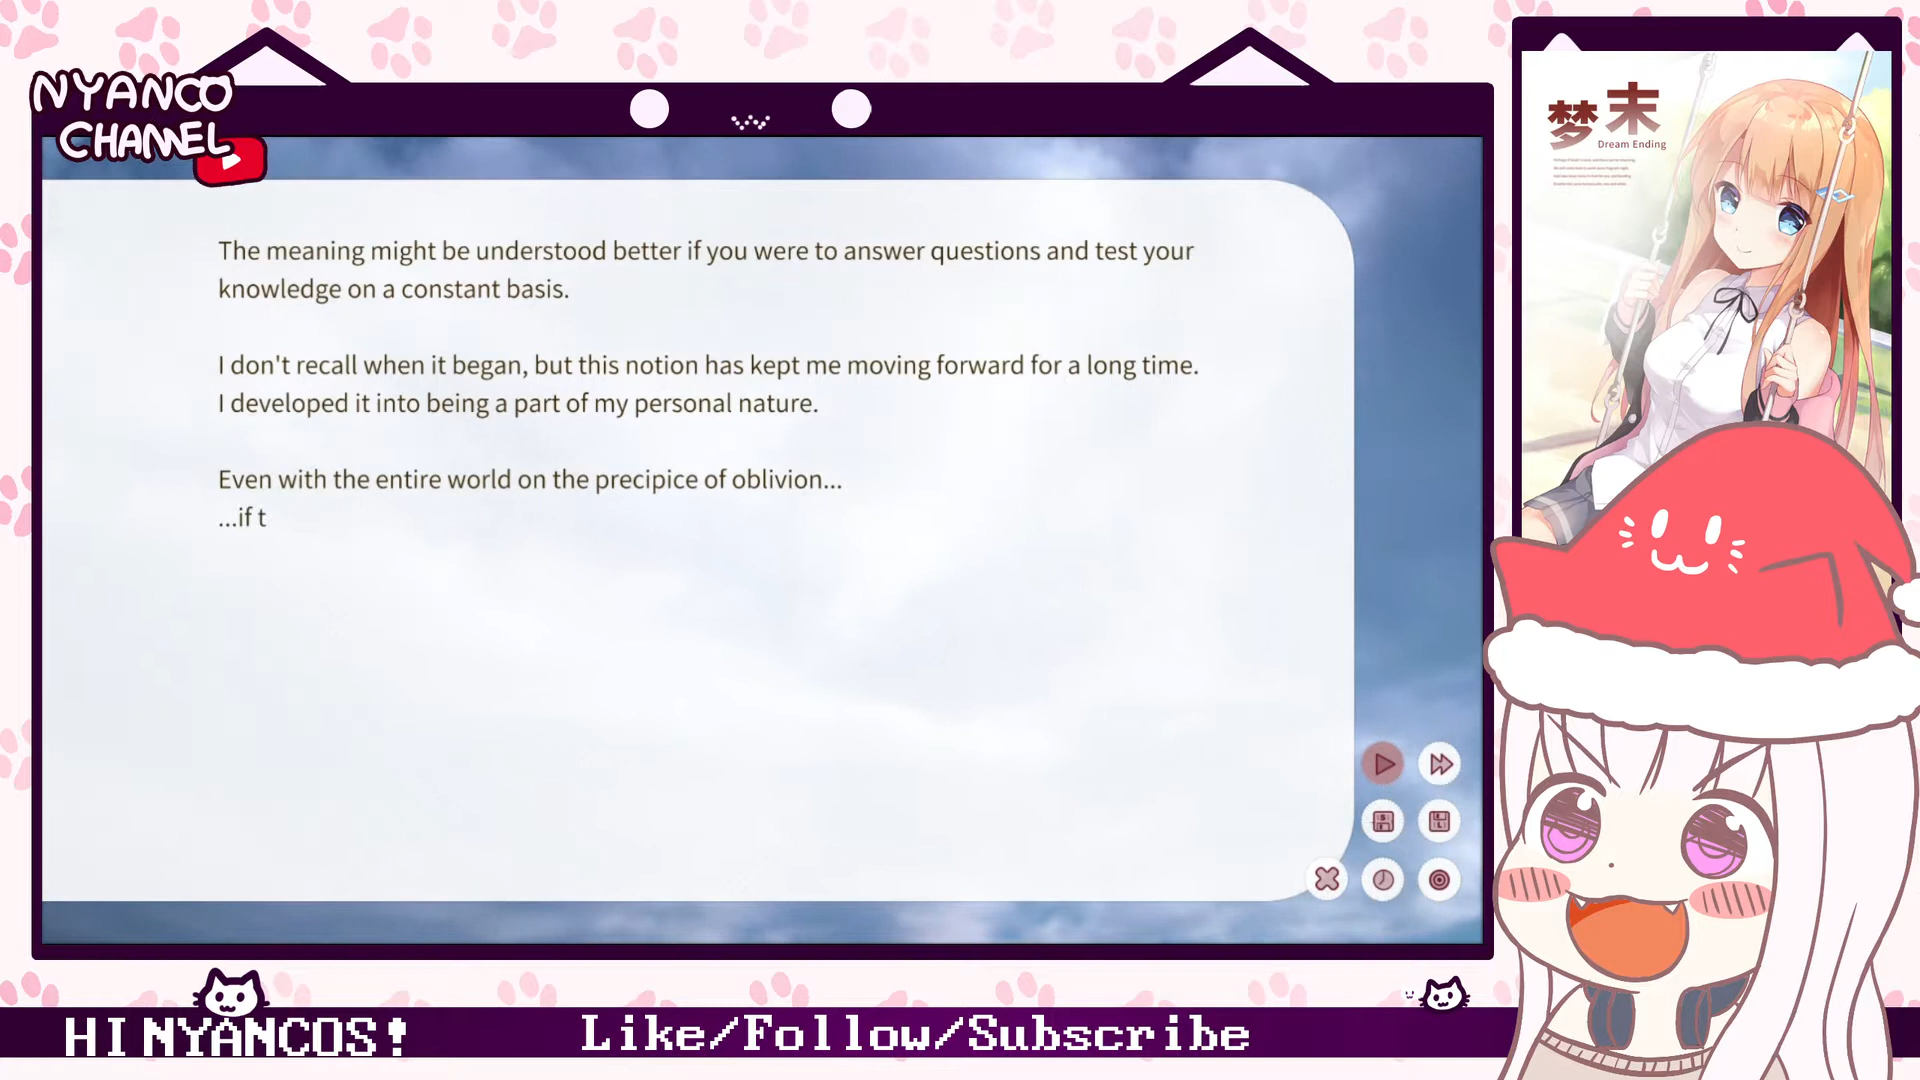 NYANCO
CHANNEL
The meaning might be understood better if you were to answer questions and test your
knowledge on a constant basis.
I don't recall when it began, but this notion has kept me moving forward for a long time.
I developed it into being a part of my personal nature.
Even with the entire world on the precipice of oblivion...
...if t
梦末
Dream Ending
HI NYANCOS!
Like/Follow/Subscribe